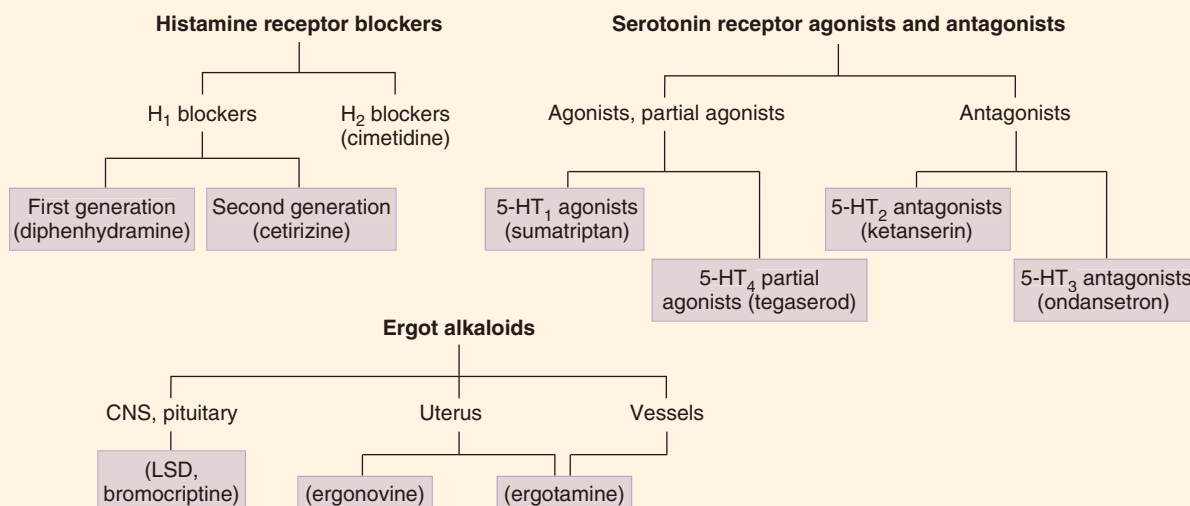 Histamine receptor blockers
H₁ blockers
H₂ blockers
(cimetidine)
First generation
(diphenhydramine)
Second generation
(cetirizine)
Serotonin receptor agonists and antagonists
Agonists, partial agonists
Antagonists
5-HT₁ agonists
(sumatriptan)
5-HT₄ partial
agonists (tegaserod)
5-HT₂ antagonists
(ketanserin)
5-HT₃ antagonists
(ondansetron)
Ergot alkaloids
CNS, pituitary
Uterus
Vessels
(LSD,
bromocriptine)
(ergonovine)
(ergotamine)